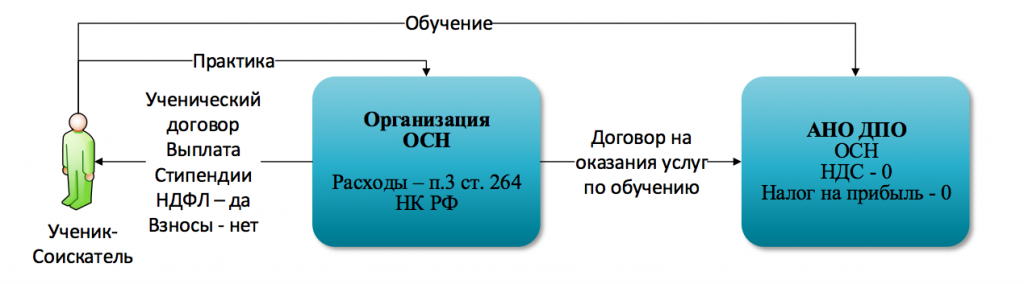 Обучение
Практика
Ученический
договор
Выплата
Стипендии
НДФЛ – да
Взносы - нет
Ученик-
Соискатель
Организация
ОСН
Расходы – п.3 ст. 264
НК РФ
Договор на
оказания услуг
по обучению
АНО ДПО
ОСН
НДС - 0
Налог на прибыль - 0